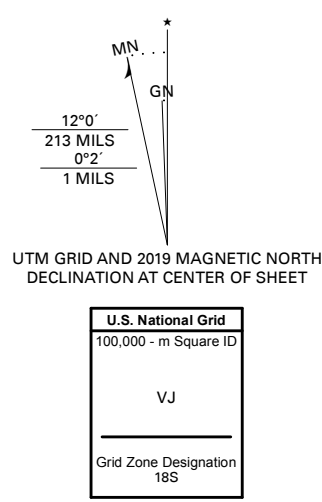 ★
MN
GN
12°0´
213 MILS
0°2´
1 MILS
UTM GRID AND 2019 MAGNETIC NORTH
DECLINATION AT CENTER OF SHEET
U.S. National Grid
100,000 - m Square ID
VJ
Grid Zone Designation
18S